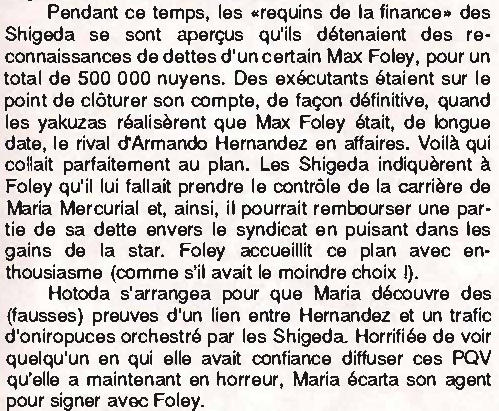 Pendant ce temps, les «requins de la finance» des
Shigeda se sont aperçus qu'ils détenaient des re-
connaissances de dettes d'un certain Max Foley, pour un
total de 500 000 nuyens. Des exécutants étaient sur le
point de clôturer son compte, de façon définitive, quand
les yakuzas réalisèrent que Max Foley était, de longue
date, le rival d'Armando Hernandez en affaires. Voilà qui
collait parfaitement au plan. Les Shigeda indiquèrent à
Foley qu'il lui fallait prendre le contrôle de la carrière de
Maria Mercurial et, ainsi, il pourrait rembourser une par-
tie de sa dette envers le syndicat en puisant dans les
gains de la star. Foley accueillit ce plan avec en-
thousiasme (comme s'il avait le moindre choix !).
Hotoda s'arrangea pour que Maria découvre des
(fausses) preuves d'un lien entre Hernandez et un trafic
d'oniropuces orchestré par les Shigeda. Horrifiée de voir
quelqu'un en qui elle avait confiance diffuser ces PQV
qu'elle a maintenant en horreur, Maria écarta son agent
pour signer avec Foley.